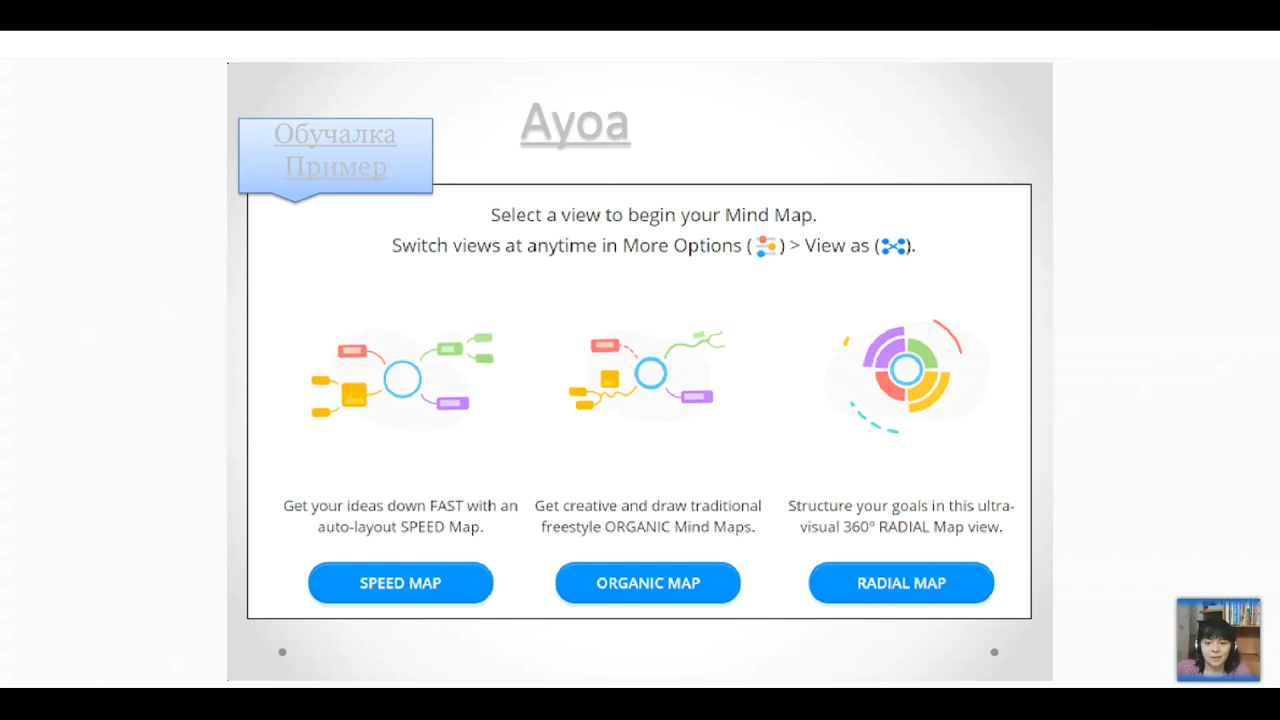 Ayoa
Обучалка
Пример
Select a view to begin your Mind Map.
Switch views at anytime in More Options ( ) > View as ( ).
Get your ideas down FAST with an
auto-layout SPEED Map.
Get creative and draw traditional
freestyle ORGANIC Mind Maps.
Structure your goals in this ultra-
visual 360° RADIAL Map view.
SPEED MAP
ORGANIC MAP
RADIAL MAP